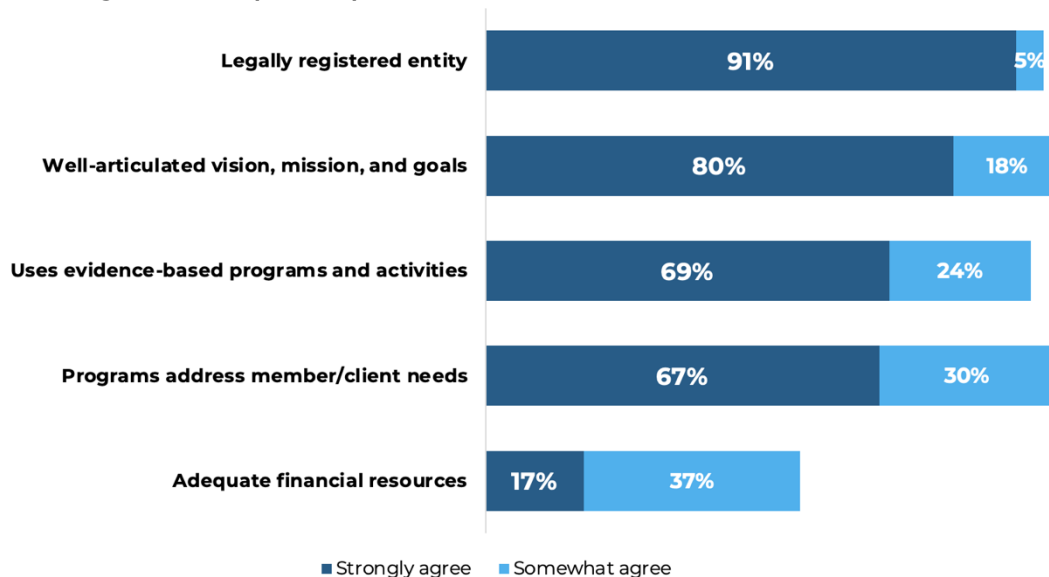 Legally registered entity 91% 5%
Well-articulated vision, mission, and goals 80% 18%
Uses evidence-based programs and activities 69% 24%
Programs address member/client needs 67% 30%
Adequate financial resources 17% 37%
Strongly agree Somewhat agree